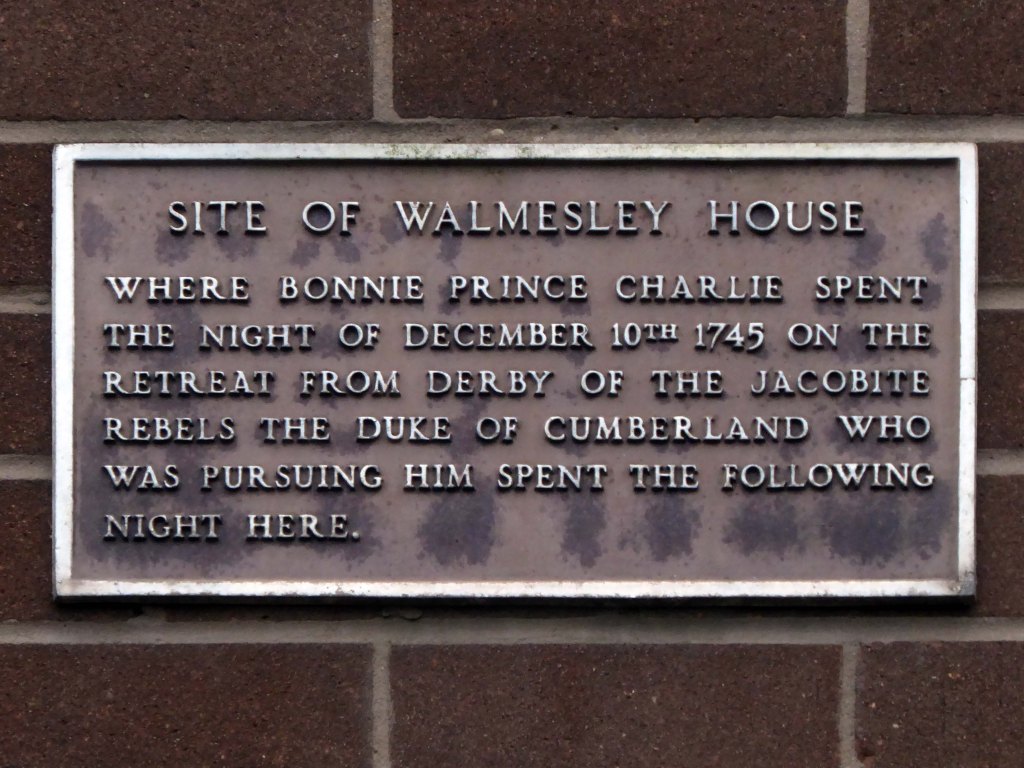 SITE OF WALMESLEY HOUSE
WHERE BONNIE PRINCE CHARLIE SPENT
THE NIGHT OF DECEMBER 10TH 1745 ON THE
RETREAT FROM DERBY OF THE JACOBITE
REBELS THE DUKE OF CUMBERLAND WHO
WAS PURSUING HIM SPENT THE FOLLOWING
NIGHT HERE.